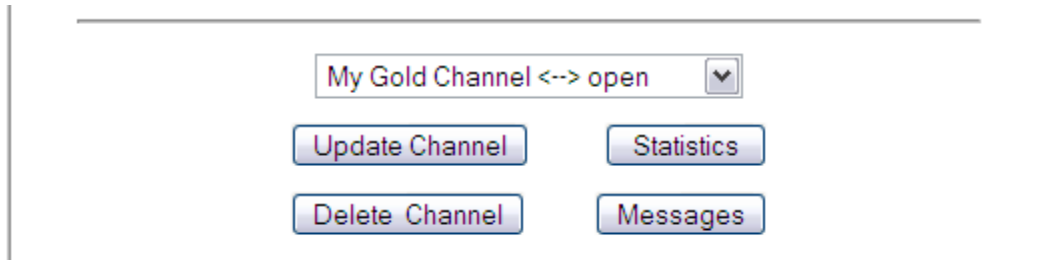 My Gold Channel <--> open
Update Channel Statistics
Delete Channel Messages